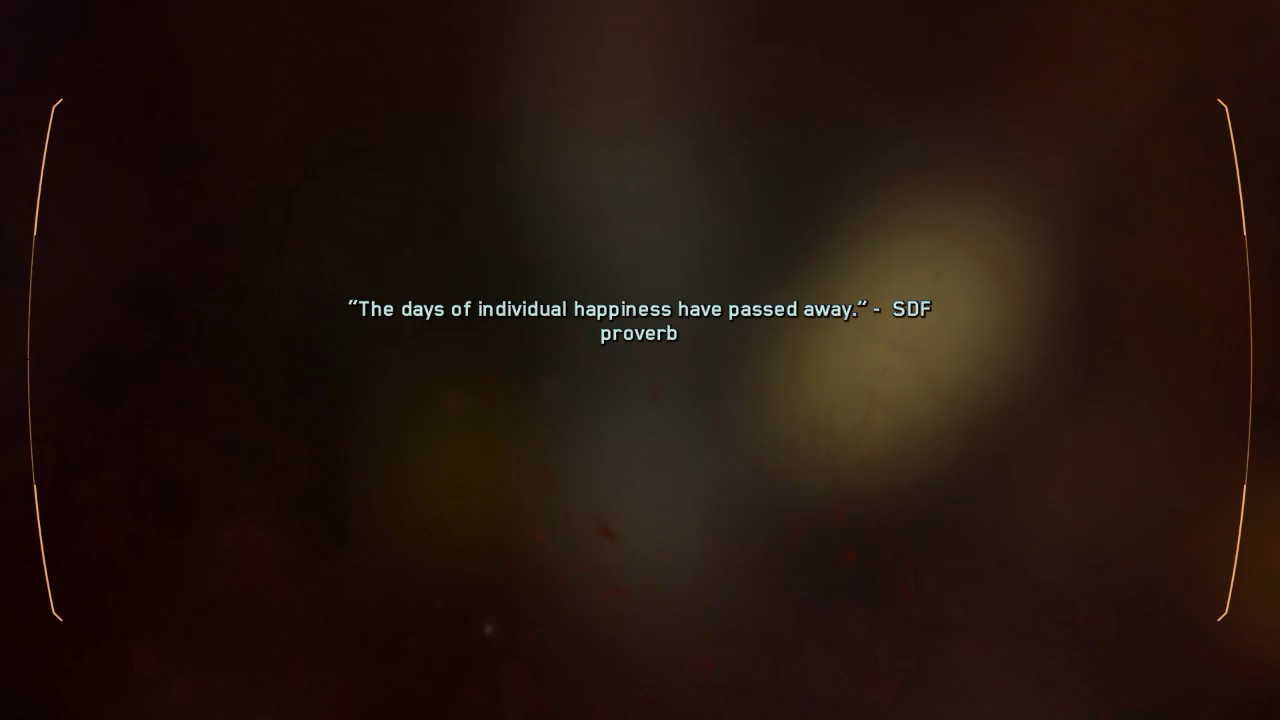 “The days of individual happiness have passed away.” -  SDF
proverb